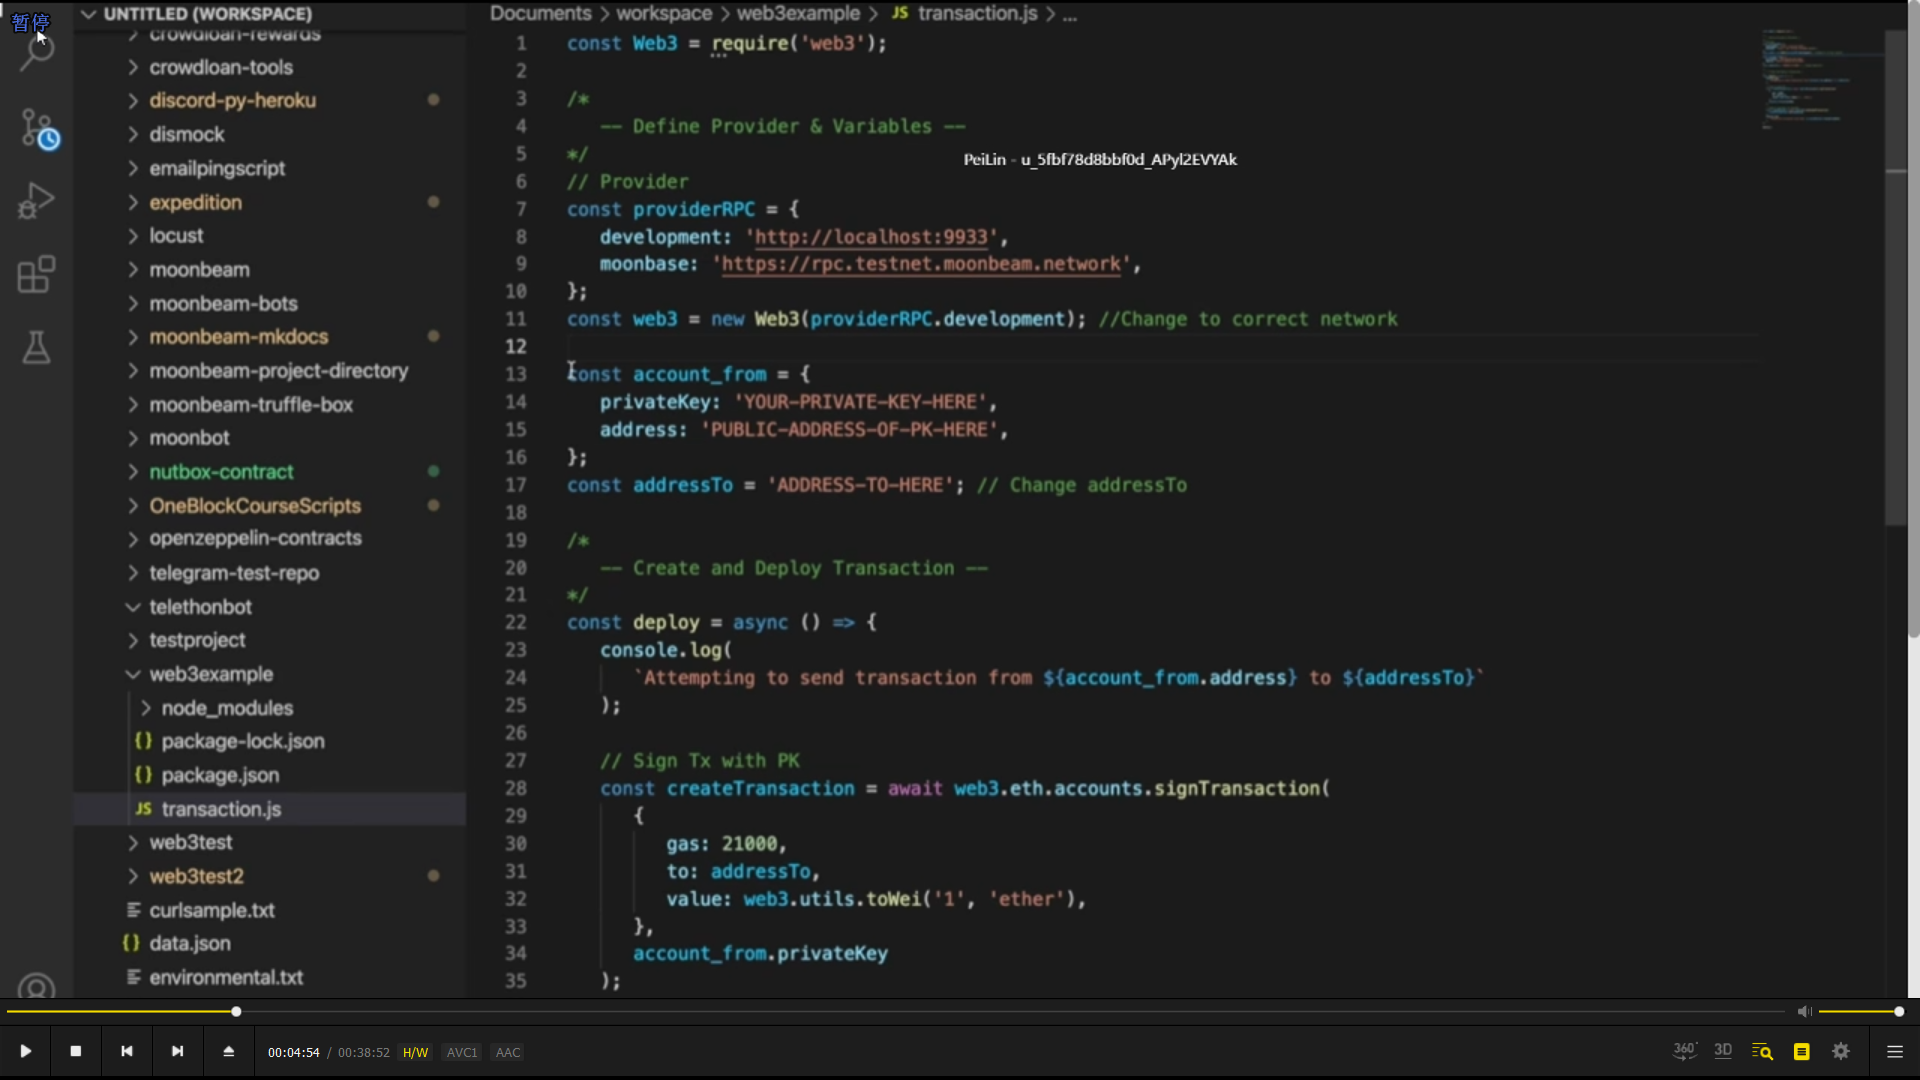 暂停
UNTITLED (WORKSPACE)
crowdloan-rewards
crowdloan-tools
discord-py-heroku
dismock
emailpingscript
expedition
locust
moonbeam
moonbeam-bots
moonbeam-mkdocs
moonbeam-project-directory
moonbeam-truffle-box
moonbot
nutbox-contract
OneBlockCourseScripts
openzeppelin-contracts
telegram-test-repo
telethonbot
testproject
web3example
node_modules
{} package-lock.json
{} package.json
JS transaction.js
web3test
web3test2
curlsample.txt
{} data.json
environmental.txt
Documents > workspace > web3example > JS transaction.js > ...
1 const Web3 = require('web3');
2
3 /*
4 -- Define Provider & Variables --
5 */
PeiLin - u_5fbf78d8bbf0d_APyl2EVYAk
6 // Provider
7 const providerRPC = {
8 development: 'http://localhost:9933',
9 moonbase: 'https://rpc.testnet.moonbeam.network',
10 };
11 const web3 = new Web3(providerRPC.development); //Change to correct network
12
13 const account_from = {
14 privateKey: 'YOUR-PRIVATE-KEY-HERE',
15 address: 'PUBLIC-ADDRESS-OF-PK-HERE',
16 };
17 const addressTo = 'ADDRESS-TO-HERE'; // Change addressTo
18
19 /*
20 -- Create and Deploy Transaction --
21 */
22 const deploy = async () => {
23 console.log(
24 `Attempting to send transaction from ${account_from.address} to ${addressTo}`
25 );
26
27 // Sign Tx with PK
28 const createTransaction = await web3.eth.accounts.signTransaction(
29 {
30 gas: 21000,
31 to: addressTo,
32 value: web3.utils.toWei('1', 'ether'),
33 },
34 account_from.privateKey
35 );
00:04:54 / 00:38:52 H/W AVC1 AAC
360° 3D